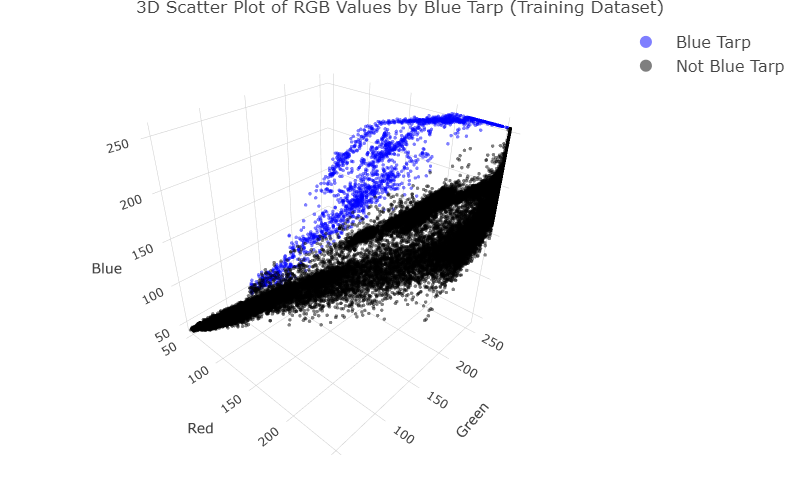 3D Scatter Plot of RGB Values by Blue Tarp (Training Dataset)
Blue Tarp
Not Blue Tarp
250
200
150
100
50
Blue
50
100
150
200
Red
250
200
150
100
Green